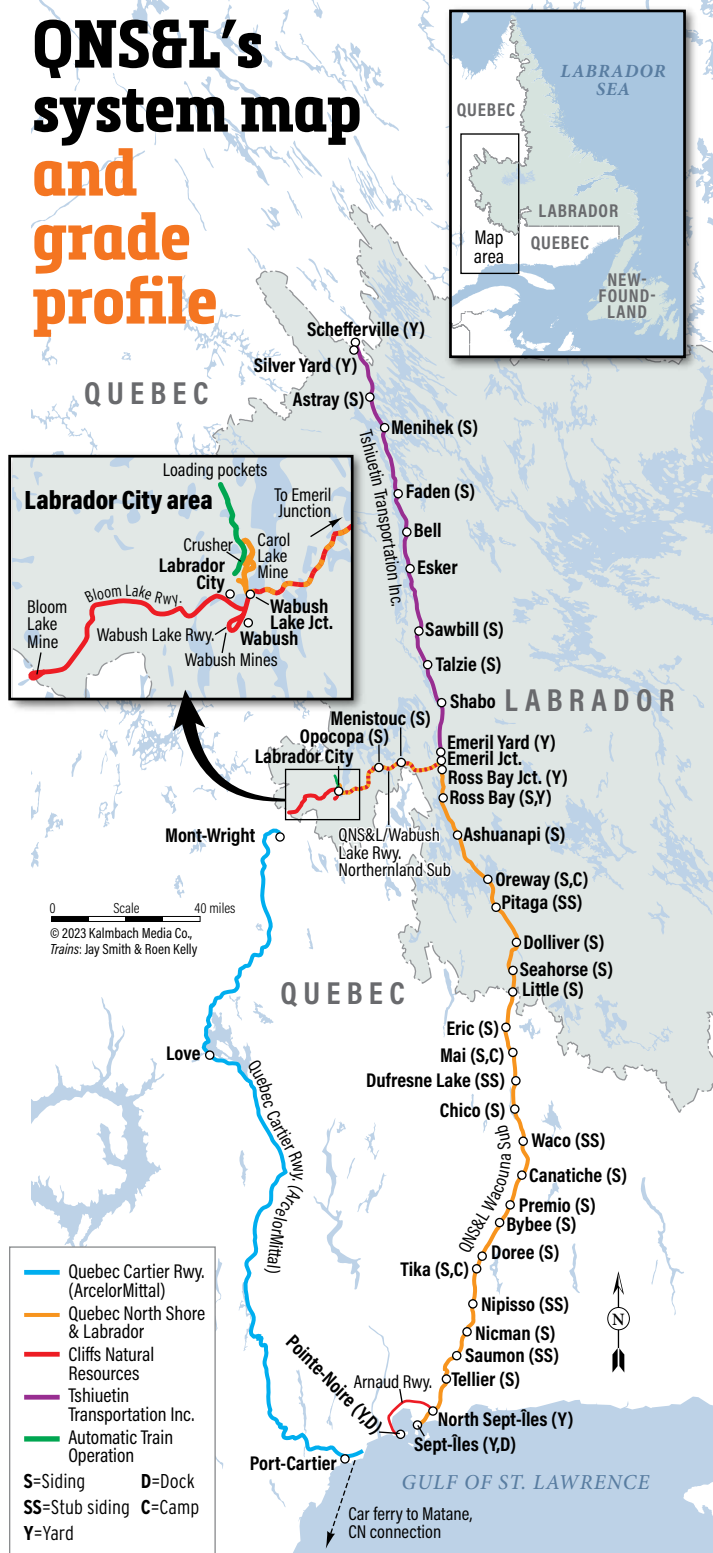 QNS&L's
system map
and
grade
profile
LABRADOR
SEA
QUEBEC
LABRADOR
QUEBEC
Map
area
NEW-
FOUND-
LAND
Schefferville (Y)
Silver Yard (Y)
QUEBEC
Astray (S)
Menihek (S)
Tshiuetin Transportation Inc.
Faden (S)
Bell
Esker
Sawbill (S)
Talzie (S)
Shabo
LABRADOR
Labrador City area
Loading pockets
To Emeril
Junction
Crusher
Carol
Lake
Mine
Labrador
City
Bloom Lake Rwy.
Bloom
Lake
Mine
Wabush
Lake Jct.
Wabush Lake Rwy.
Wabush
Wabush Mines
Menistouc (S)
Opocopa (S)
Labrador City
Emeril Yard (Y)
Emeril Jct.
Ross Bay Jct. (Y)
Ross Bay (S,Y)
Mont-Wright
QNS&L/Wabush
Lake Rwy.
Northernland Sub
Ashuanapi (S)
Oreway (S,C)
Pitaga (SS)
0 Scale 40 miles
© 2023 Kalmbach Media Co.,
Trains: Jay Smith & Roen Kelly
Dolliver (S)
Seahorse (S)
Little (S)
QUEBEC
Eric (S)
Mai (S,C)
Love
Dufresne Lake (SS)
Chico (S)
Quebec Cartier Rwy. (ArcelorMittal)
Waco (SS)
QNS&L Wacouna Sub
Canatiche (S)
Premio (S)
Bybee (S)
Doree (S)
Tika (S,C)
Nipisso (SS)
N
Nicman (S)
Saumon (SS)
Tellier (S)
Pointe-Noire (Y,D)
Arnaud Rwy.
North Sept-Îles (Y)
Sept-Îles (Y,D)
Port-Cartier
GULF OF ST. LAWRENCE
Car ferry to Matane,
CN connection
Quebec Cartier Rwy.
(ArcelorMittal)
Quebec North Shore
& Labrador
Cliffs Natural
Resources
Tshiuetin
Transportation Inc.
Automatic Train
Operation
S=Siding D=Dock
SS=Stub siding C=Camp
Y=Yard